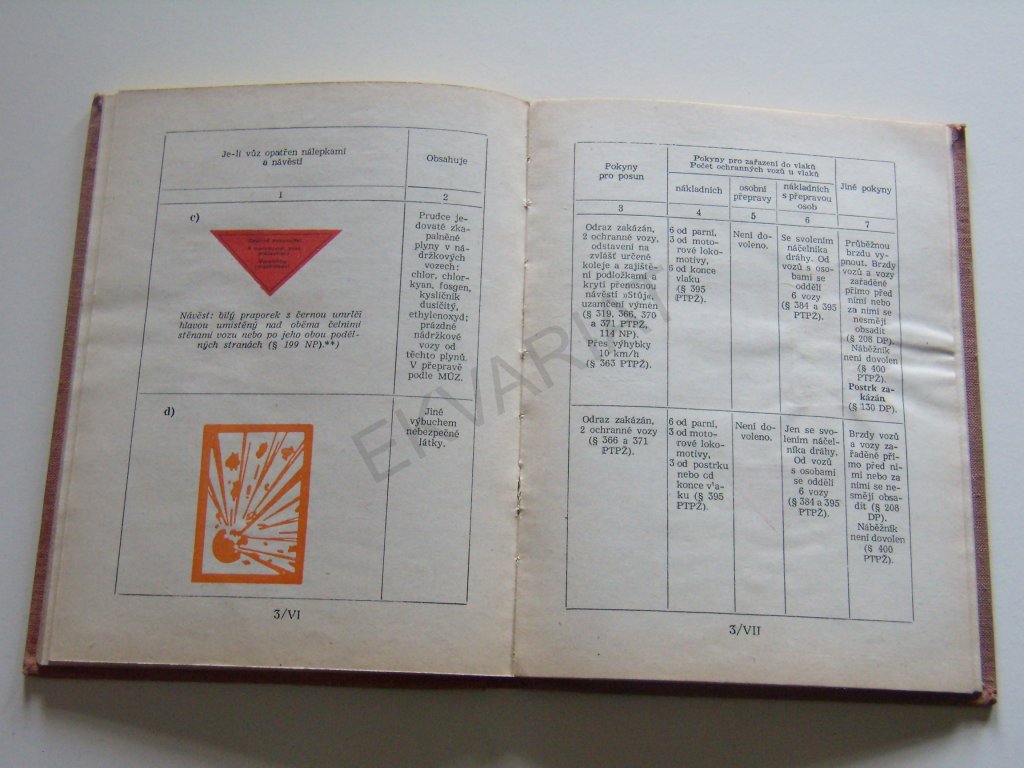 Je-li vůz opatřen nálepkami
a návěstí
Obsahuje
1
2
c)
Návěst: bílý praporek s černou umrlčí
hlavou umístěný nad oběma čelními
stěnami vozu nebo po jeho obou podél-
ných stranách (§ 199 NP).**)
Prudce je-
dovaté zka-
palněné
plyny v ná-
držkových
vozech:
chlor, chlor-
kyan, fosgen,
kysličník
dusičitý,
ethylenoxyd;
prázdné
nádržkové
vozy od
těchto plynů.
V přepravě
podle MÚZ.
d)
Jiné
výbuchem
nebezpečné
látky.
3/VI
Pokyny
pro posun
Pokyny pro zařazení do vlaků
Počet ochranných vozů u vlaků
nákladních
osobní
přepravy
nákladních
s přepravou
osob
Jiné pokyny
3
4
5
6
7
Odraz zakázán,
2 ochranné vozy,
odstavení na
zvlášť určené
koleje a zajiště-
ní podložkami a
krytí přenosnou
návěstí »Stůj«,
uzamčení výmen
(§ 319, 366, 370
a 371 PTPŽ,
114 NP).
Přes výhybky
10 km/h
(§ 363 PTPŽ).
6 od parní,
3 od moto-
rové loko-
motivy,
6 od konce
vlaku
(§ 395
PTPŽ).
Není do-
voleno.
Se svolením
náčelníka
dráhy. Od
vozů s oso-
bami se
oddělí
6 vozy
(§ 384 a 395
PTPŽ).
Průběžnou
brzdu vy-
pnout. Brzdy
vozů a vozy
zařaděné
přímo před
nimi nebo
za nimi se
nesmějí
obsadit
(§ 208 DP).
Náběžník
není dovolen
(§ 400
PTPŽ).
Postrk za-
kázán
(§ 130 DP).
Odraz zakázán,
2 ochranné vozy
(§ 366 a 371
PTPŽ).
6 od parní,
3 od moto-
rové loko-
motivy,
3 od postrku
nebo od
konce v'a-
ku (§ 395
PTPŽ).
Není do-
voleno.
Jen se svo-
lením náčel-
níka dráhy.
Od vozů
s osobami
se oddělí
6 vozy
(§ 384 a 395
PTPŽ).
Brzdy vozů
a vozy za-
řaděné pří-
mo před ni-
mi nebo za
nimi se ne-
smějí obsa-
dit (§ 208
DP).
Náběžník
není dovolen
(§ 400
PTPŽ).
3/VII